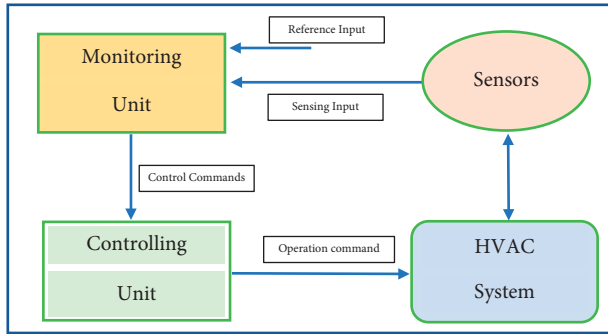 Reference Input
Monitoring
Unit
Sensors
Sensing Input
Control Commands
Controlling
Unit
Operation command
HVAC
System